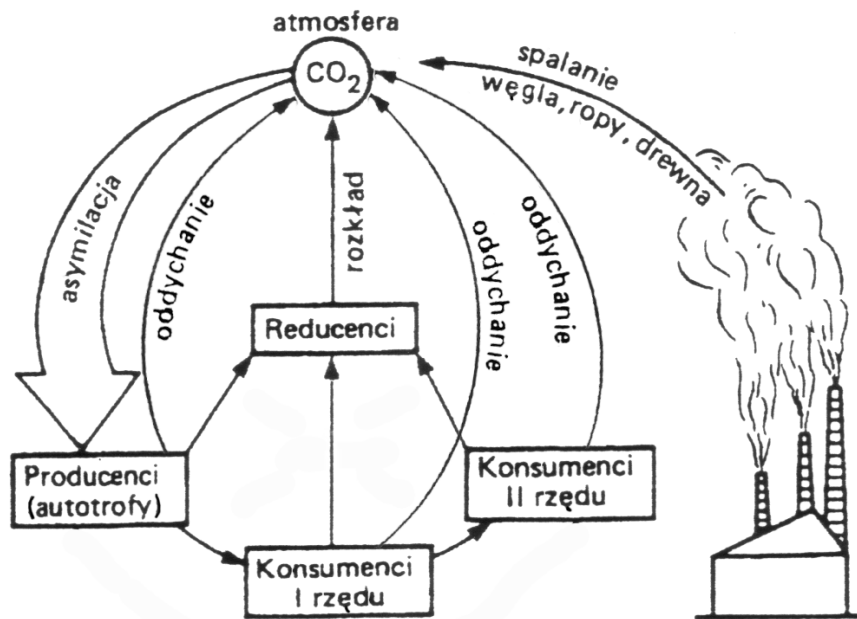 atmosfera
CO₂
spalanie
węgla, ropy, drewna
asymilacja
oddychanie
rozkład
oddychanie
oddychanie
Reducenci
Producenci
(autotrofy)
Konsumenci
II rzędu
Konsumenci
I rzędu